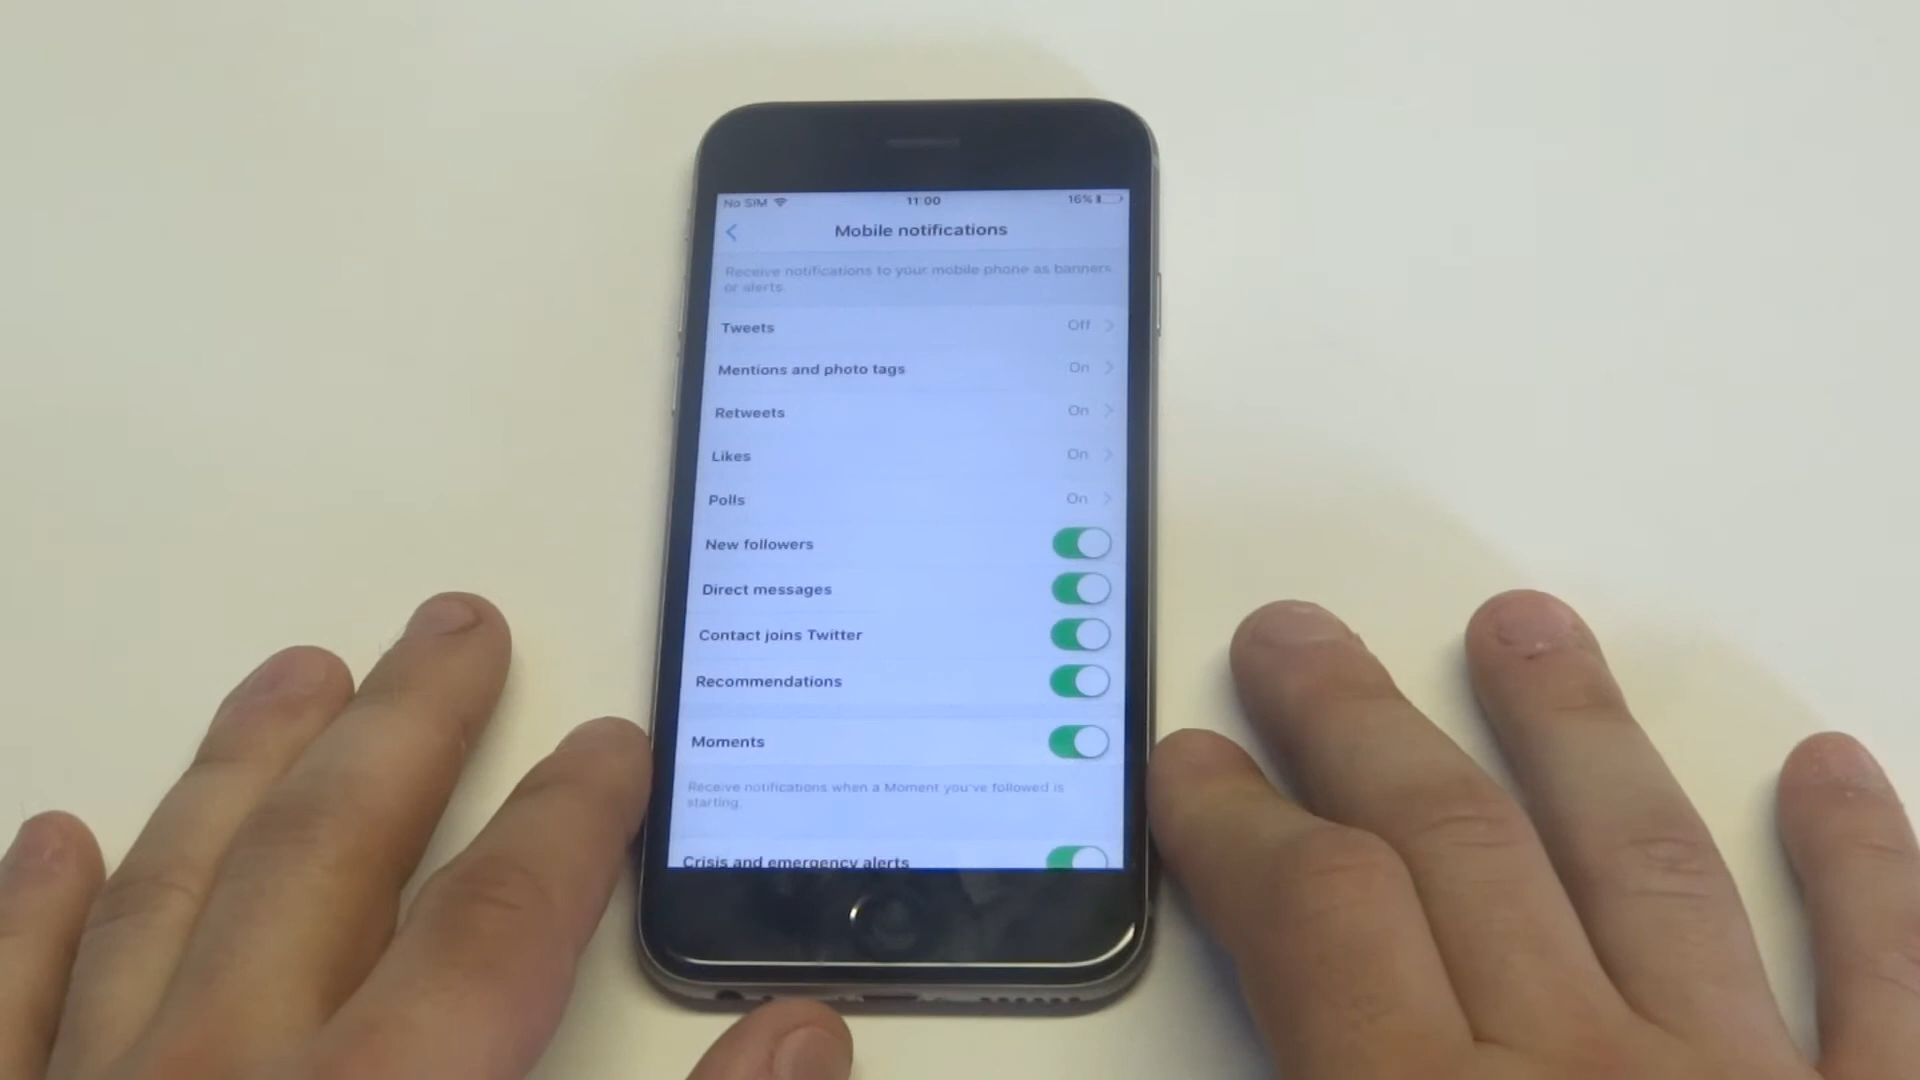 No SIM 11:00 16%
Mobile notifications
Receive notifications to your mobile phone as banners
or alerts.
Tweets Off
Mentions and photo tags On
Retweets On
Likes On
Polls On
New followers
Direct messages
Contact joins Twitter
Recommendations
Moments
Receive notifications when a Moment you've followed is
starting.
Crisis and emergency alerts